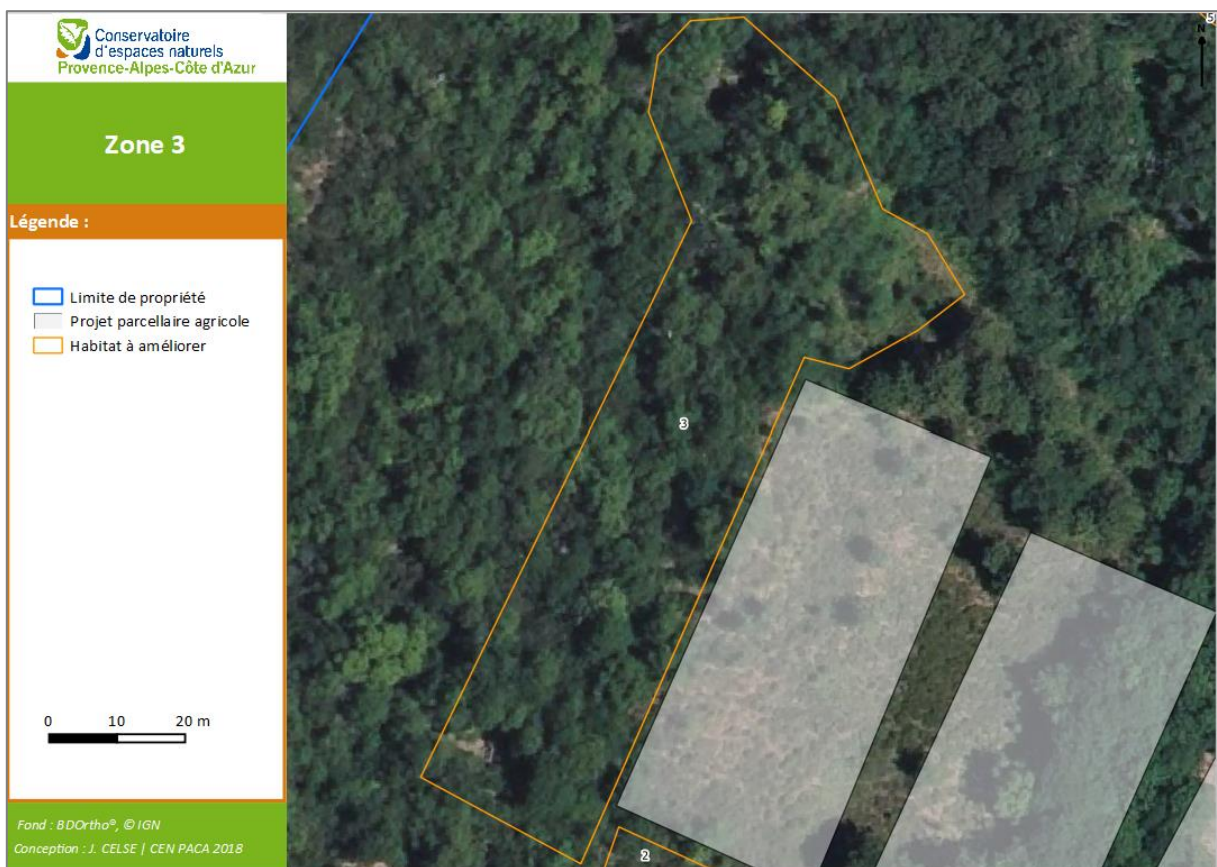 Conservatoire
d'espaces naturels
Provence-Alpes-Côte d'Azur
Zone 3
Légende :
Limite de propriété
Projet parcellaire agricole
Habitat à améliorer
0 10 20 m
Fond : BDOrtho®, © IGN
Conception : J. CELSE | CEN PACA 2018
5
N
3
2